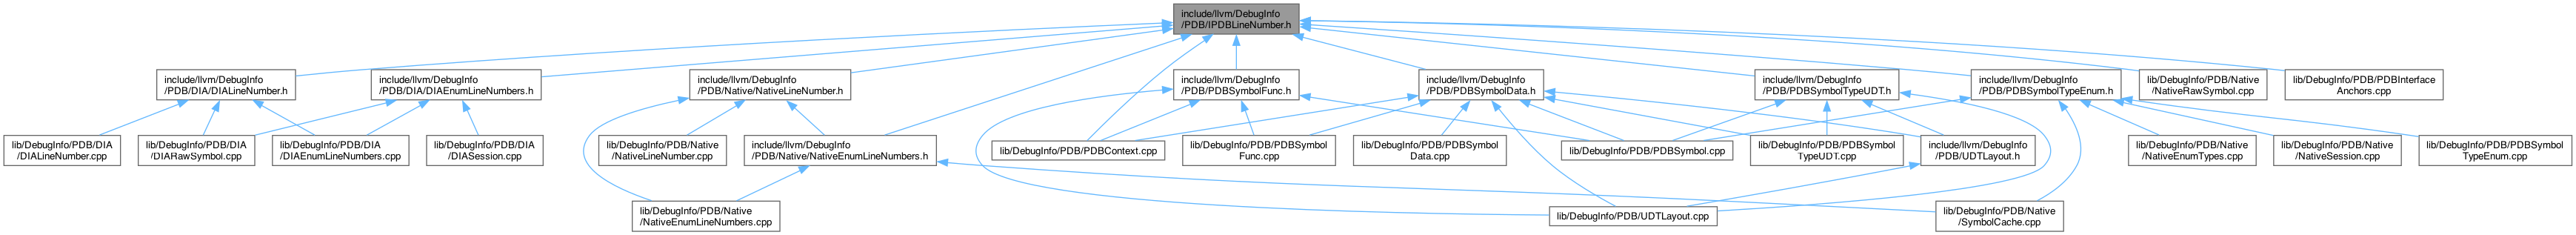 include/llvm/DebugInfo
/PDB/IPDBLineNumber.h
include/llvm/DebugInfo
/PDB/DIA/DIALineNumber.h
include/llvm/DebugInfo
/PDB/DIA/DIAEnumLineNumbers.h
include/llvm/DebugInfo
/PDB/Native/NativeLineNumber.h
include/llvm/DebugInfo
/PDB/PDBSymbolFunc.h
include/llvm/DebugInfo
/PDB/PDBSymbolData.h
include/llvm/DebugInfo
/PDB/PDBSymbolTypeUDT.h
include/llvm/DebugInfo
/PDB/PDBSymbolTypeEnum.h
lib/DebugInfo/PDB/Native
/NativeRawSymbol.cpp
lib/DebugInfo/PDB/PDBInterface
Anchors.cpp
lib/DebugInfo/PDB/DIA
/DIALineNumber.cpp
lib/DebugInfo/PDB/DIA
/DIARawSymbol.cpp
lib/DebugInfo/PDB/DIA
/DIAEnumLineNumbers.cpp
lib/DebugInfo/PDB/DIA
/DIASession.cpp
lib/DebugInfo/PDB/Native
/NativeLineNumber.cpp
include/llvm/DebugInfo
/PDB/Native/NativeEnumLineNumbers.h
lib/DebugInfo/PDB/PDBContext.cpp
lib/DebugInfo/PDB/PDBSymbol
Func.cpp
lib/DebugInfo/PDB/PDBSymbol
Data.cpp
lib/DebugInfo/PDB/PDBSymbol.cpp
lib/DebugInfo/PDB/PDBSymbol
TypeUDT.cpp
include/llvm/DebugInfo
/PDB/UDTLayout.h
lib/DebugInfo/PDB/Native
/NativeEnumTypes.cpp
lib/DebugInfo/PDB/Native
/NativeSession.cpp
lib/DebugInfo/PDB/PDBSymbol
TypeEnum.cpp
lib/DebugInfo/PDB/Native
/NativeEnumLineNumbers.cpp
lib/DebugInfo/PDB/UDTLayout.cpp
lib/DebugInfo/PDB/Native
/SymbolCache.cpp